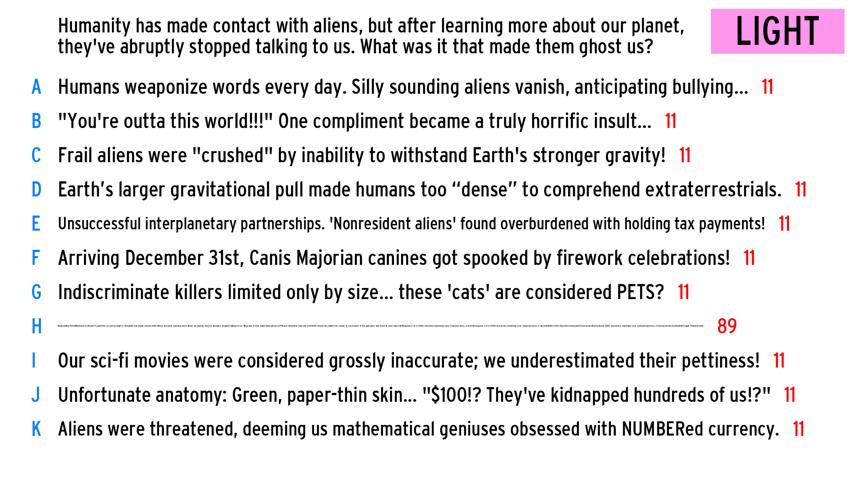 Humanity has made contact with aliens, but after learning more about our planet,
they've abruptly stopped talking to us. What was it that made them ghost us?
LIGHT
A Humans weaponize words every day. Silly sounding aliens vanish, anticipating bullying... 11
B "You're outta this world!!!" One compliment became a truly horrific insult... 11
C Frail aliens were "crushed" by inability to withstand Earth's stronger gravity! 11
D Earth’s larger gravitational pull made humans too “dense” to comprehend extraterrestrials. 11
E Unsuccessful interplanetary partnerships. 'Nonresident aliens' found overburdened with holding tax payments! 11
F Arriving December 31st, Canis Majorian canines got spooked by firework celebrations! 11
G Indiscriminate killers limited only by size... these 'cats' are considered PETS? 11
H 89
I Our sci-fi movies were considered grossly inaccurate; we underestimated their pettiness! 11
J Unfortunate anatomy: Green, paper-thin skin... "$100!? They've kidnapped hundreds of us!?" 11
K Aliens were threatened, deeming us mathematical geniuses obsessed with NUMBERed currency. 11